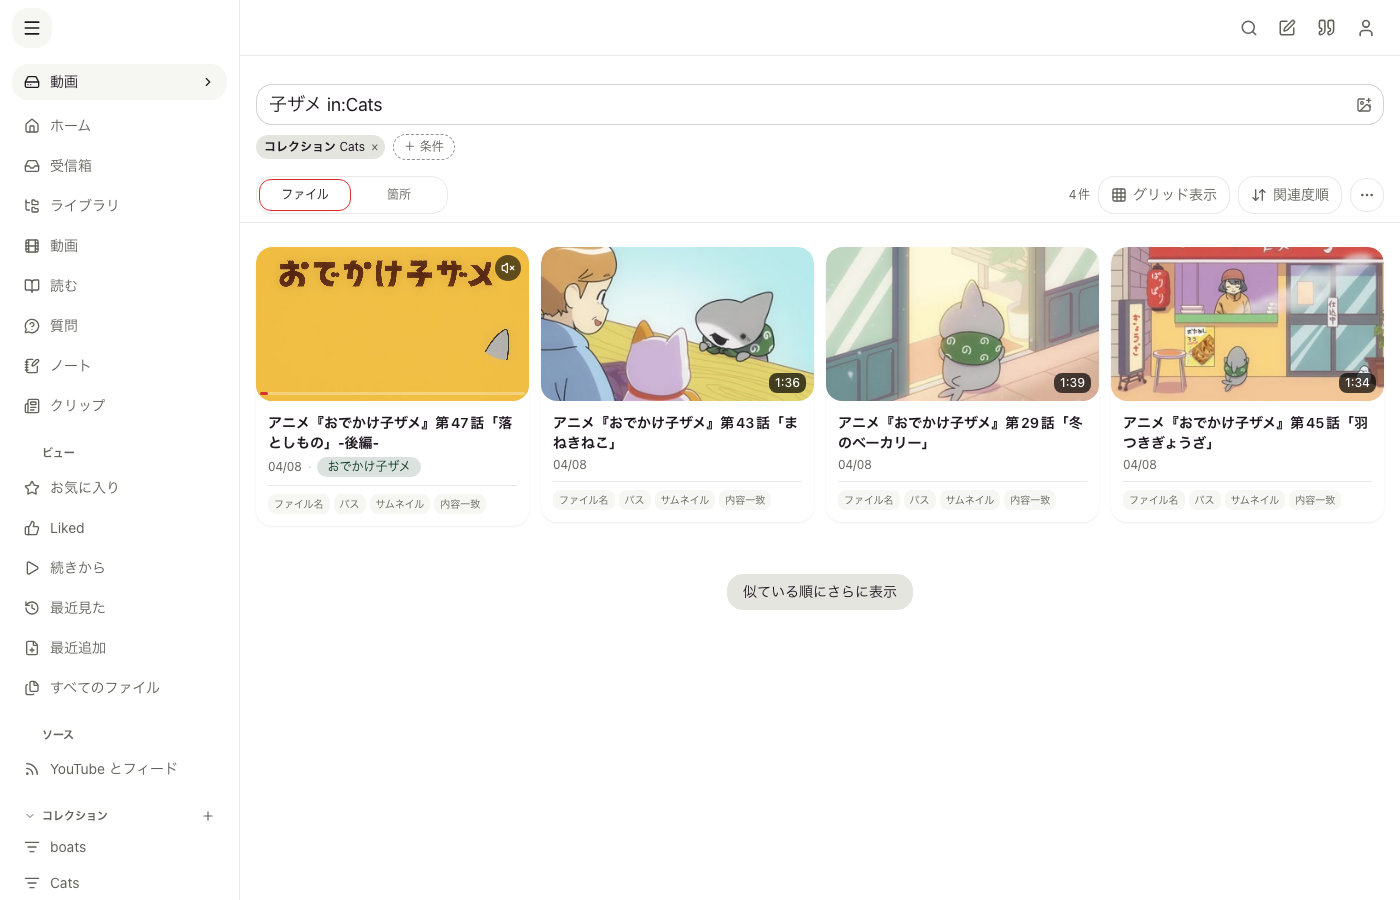 動画
ホーム
受信箱
ライブラリ
動画
読む
質問
ノート
クリップ
ビュー
お気に入り
Liked
続きから
最近見た
最近追加
すべてのファイル
ソース
YouTube とフィード
コレクション
boats
Cats
子ザメ in:Cats
コレクション Cats ×
+ 条件
ファイル
箇所
4件
グリッド表示
関連度順
おでかけ子ザメ
アニメ『おでかけ子ザメ』第47話「落
としもの」-後編-
04/08 · おでかけ子ザメ
ファイル名 パス サムネイル 内容一致
1:36
アニメ『おでかけ子ザメ』第43話「ま
ねきねこ」
04/08
ファイル名 パス サムネイル 内容一致
1:39
アニメ『おでかけ子ザメ』第29話「冬
のベーカリー」
04/08
ファイル名 パス サムネイル 内容一致
ぱりぱり
ぎょうざ
仕込中
1:34
アニメ『おでかけ子ザメ』第45話「羽
つきぎょうざ」
04/08
ファイル名 パス サムネイル 内容一致
似ている順にさらに表示